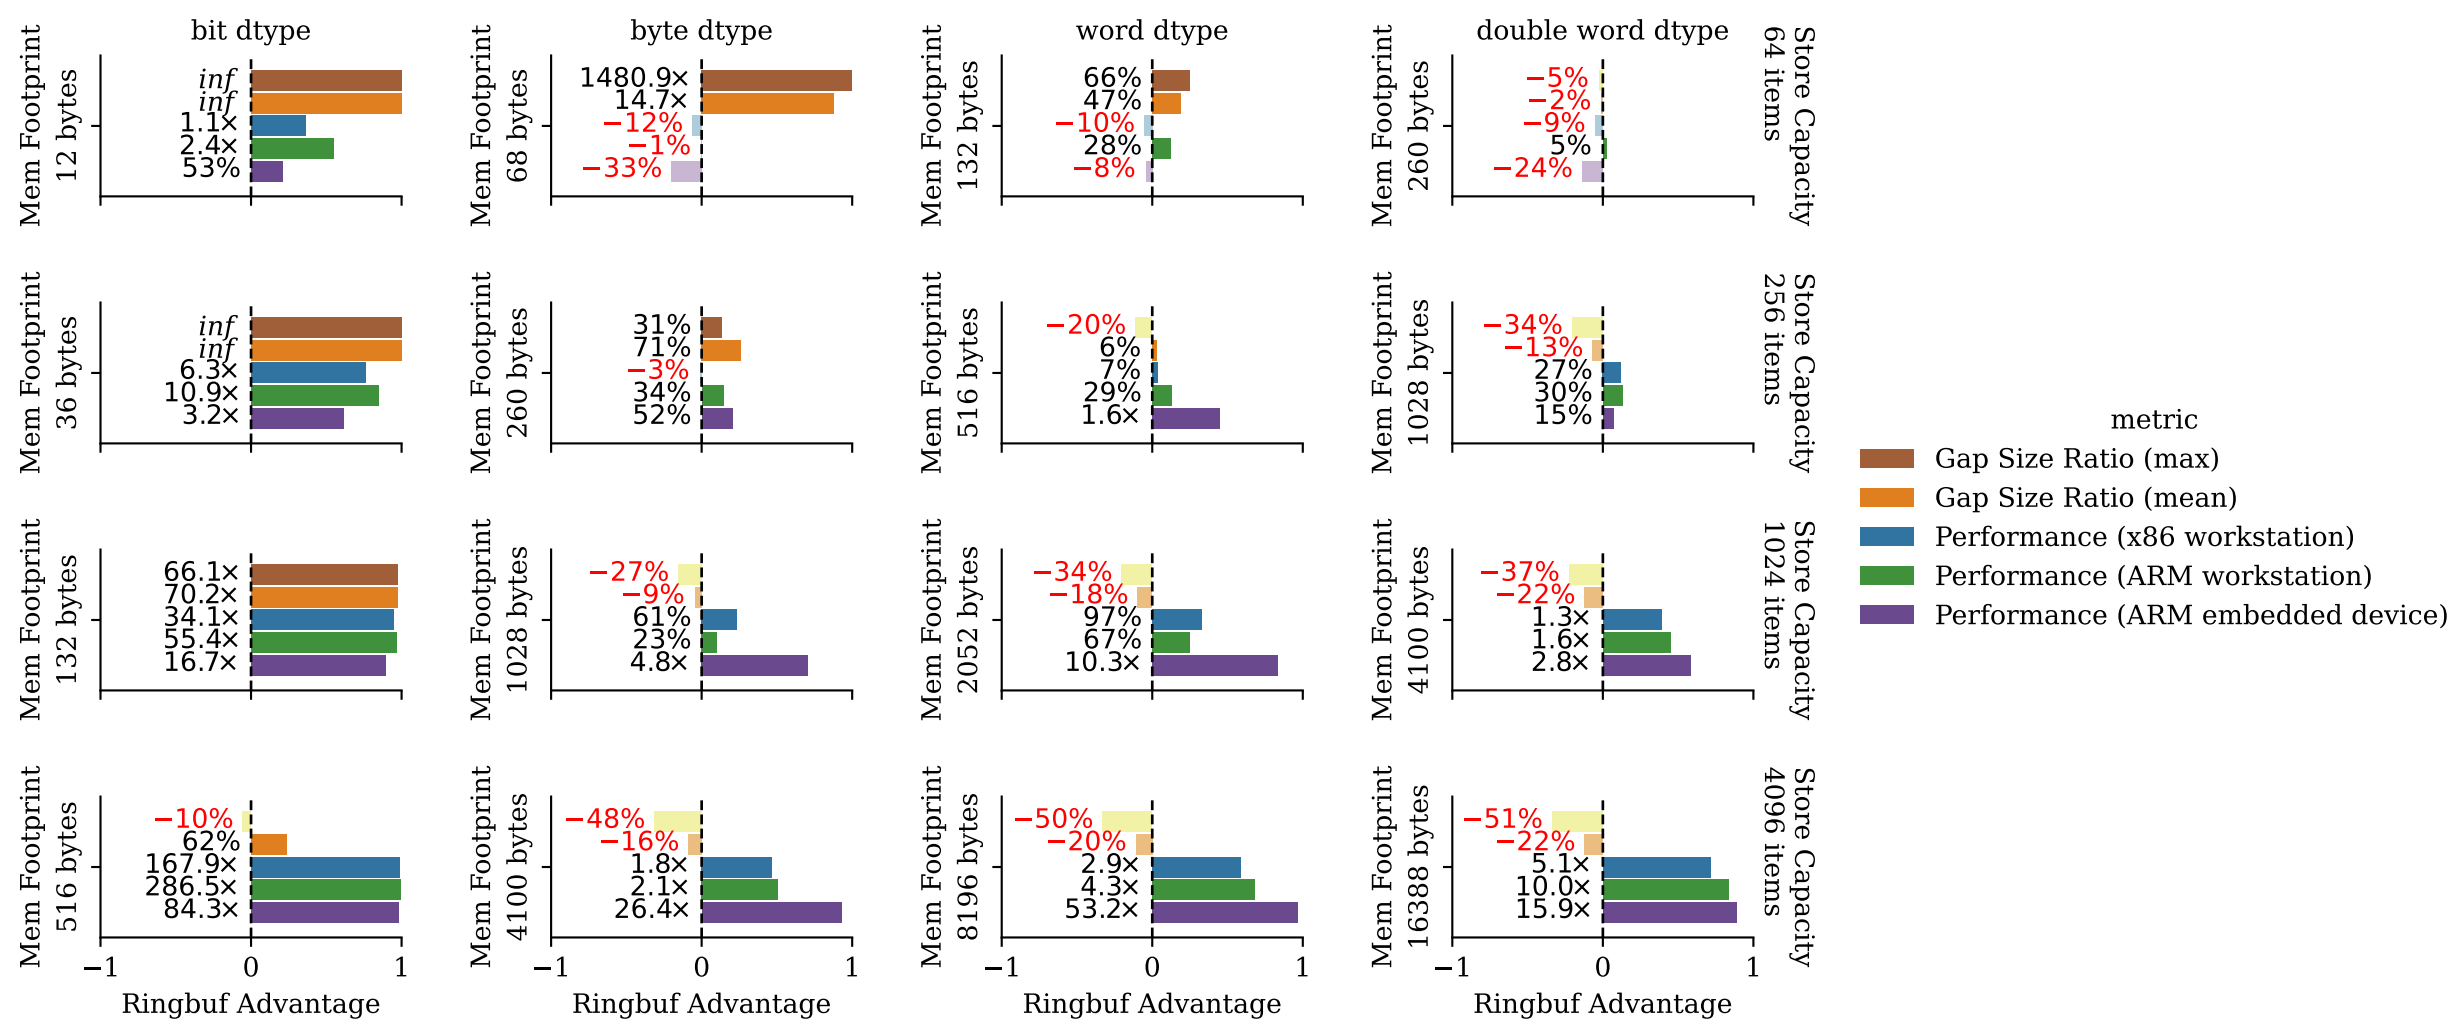 bit dtype
byte dtype
word dtype
double word dtype
Mem Footprint
12 bytes
inf
inf
1.1×
2.4×
53%
Mem Footprint
68 bytes
1480.9×
14.7×
−12%
−1%
−33%
Mem Footprint
132 bytes
66%
47%
−10%
28%
−8%
Mem Footprint
260 bytes
−5%
−2%
−9%
5%
−24%
Store Capacity
64 items
Mem Footprint
36 bytes
inf
inf
6.3×
10.9×
3.2×
Mem Footprint
260 bytes
31%
71%
−3%
34%
52%
Mem Footprint
516 bytes
−20%
6%
7%
29%
1.6×
Mem Footprint
1028 bytes
−34%
−13%
27%
30%
15%
Store Capacity
256 items
Mem Footprint
132 bytes
66.1×
70.2×
34.1×
55.4×
16.7×
Mem Footprint
1028 bytes
−27%
−9%
61%
23%
4.8×
Mem Footprint
2052 bytes
−34%
−18%
97%
67%
10.3×
Mem Footprint
4100 bytes
−37%
−22%
1.3×
1.6×
2.8×
Store Capacity
1024 items
Mem Footprint
516 bytes
−10%
62%
167.9×
286.5×
84.3×
Mem Footprint
4100 bytes
−48%
−16%
1.8×
2.1×
26.4×
Mem Footprint
8196 bytes
−50%
−20%
2.9×
4.3×
53.2×
Mem Footprint
16388 bytes
−51%
−22%
5.1×
10.0×
15.9×
Store Capacity
4096 items
−1 0 1
−1 0 1
−1 0 1
−1 0 1
Ringbuf Advantage
Ringbuf Advantage
Ringbuf Advantage
Ringbuf Advantage
metric
Gap Size Ratio (max)
Gap Size Ratio (mean)
Performance (x86 workstation)
Performance (ARM workstation)
Performance (ARM embedded device)